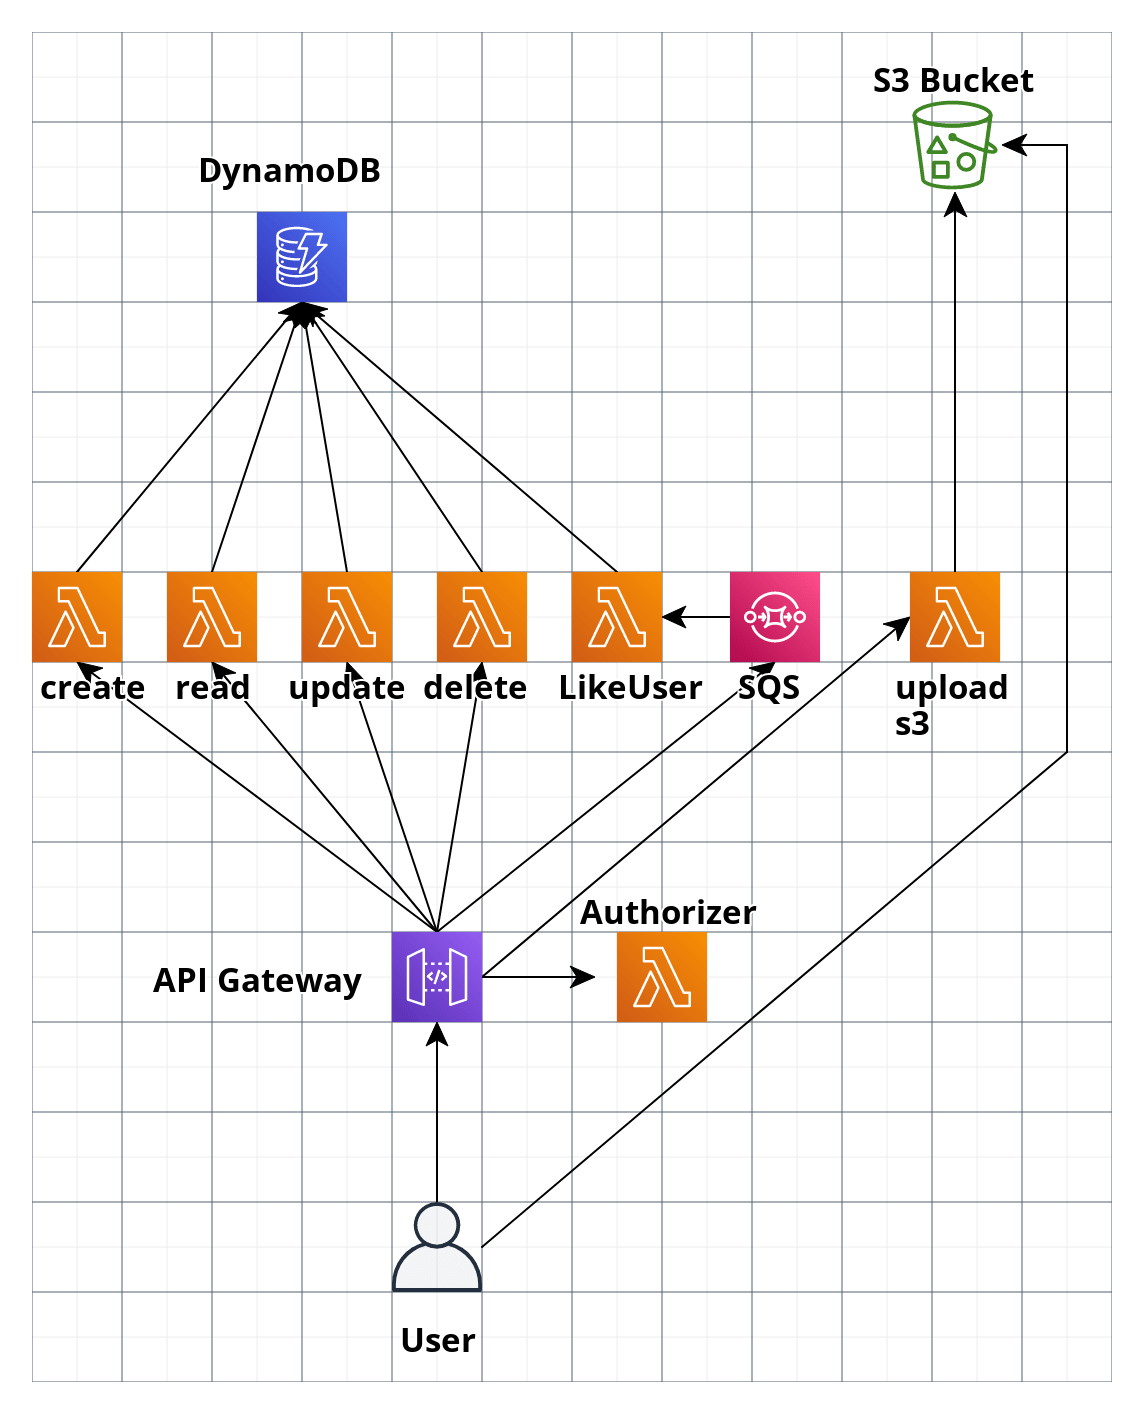 S3 Bucket
DynamoDB
create
read
update
delete
LikeUser
SQS
upload
s3
Authorizer
API Gateway
User